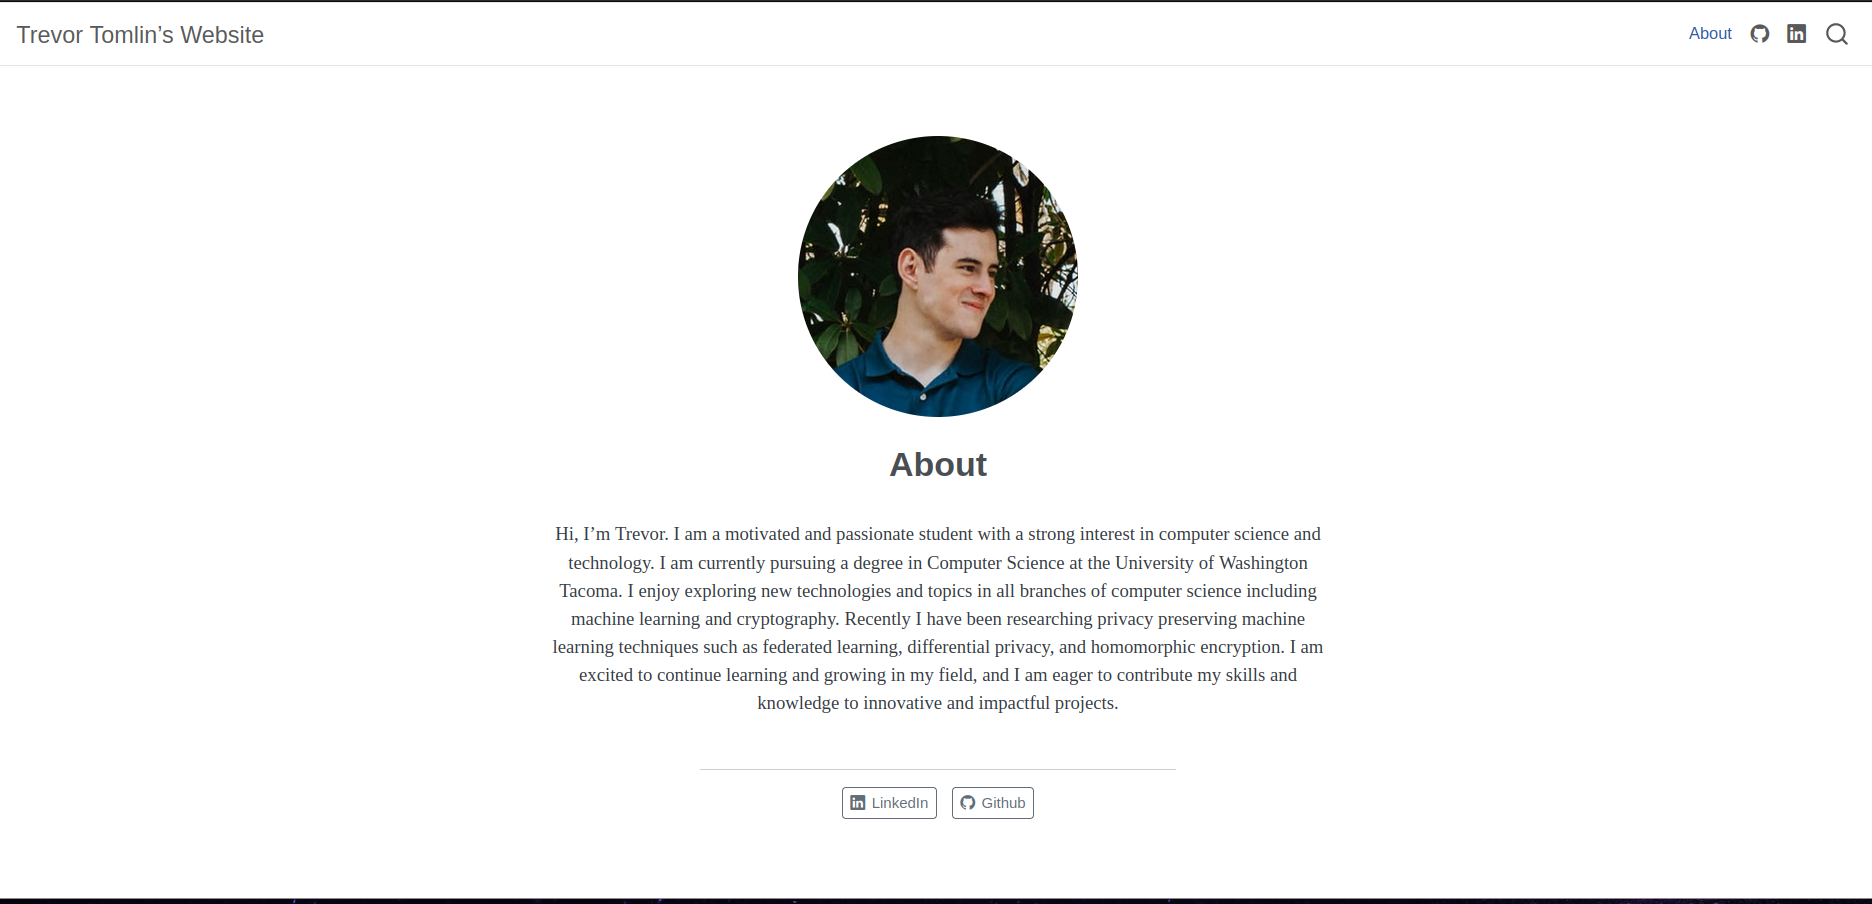 Trevor Tomlin’s Website
About
About
Hi, I’m Trevor. I am a motivated and passionate student with a strong interest in computer science and
technology. I am currently pursuing a degree in Computer Science at the University of Washington
Tacoma. I enjoy exploring new technologies and topics in all branches of computer science including
machine learning and cryptography. Recently I have been researching privacy preserving machine
learning techniques such as federated learning, differential privacy, and homomorphic encryption. I am
excited to continue learning and growing in my field, and I am eager to contribute my skills and
knowledge to innovative and impactful projects.
LinkedIn
Github